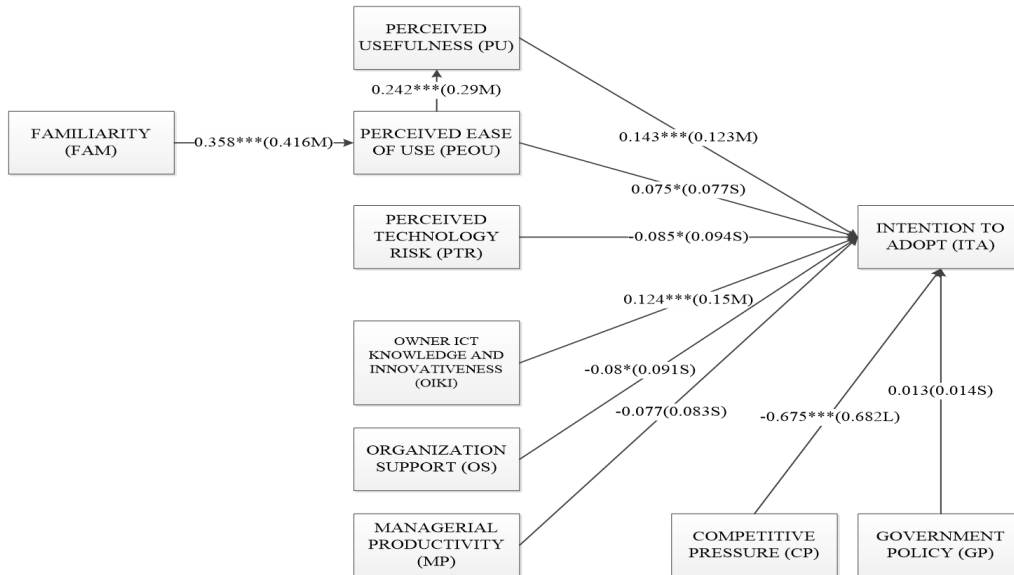 PERCEIVED
USEFULNESS (PU)
0.242***(0.29M)
FAMILIARITY
(FAM)
0.358***(0.416M)
PERCEIVED EASE
OF USE (PEOU)
0.143***(0.123M)
0.075*(0.077S)
PERCEIVED
TECHNOLOGY
RISK (PTR)
-0.085*(0.094S)
INTENTION TO
ADOPT (ITA)
0.124***(0.15M)
OWNER ICT
KNOWLEDGE AND
INNOVATIVENESS
(OIKI)
-0.08*(0.091S)
-0.077(0.083S)
0.013(0.014S)
-0.675***(0.682L)
ORGANIZATION
SUPPORT (OS)
MANAGERIAL
PRODUCTIVITY
(MP)
COMPETITIVE
PRESSURE (CP)
GOVERNMENT
POLICY (GP)